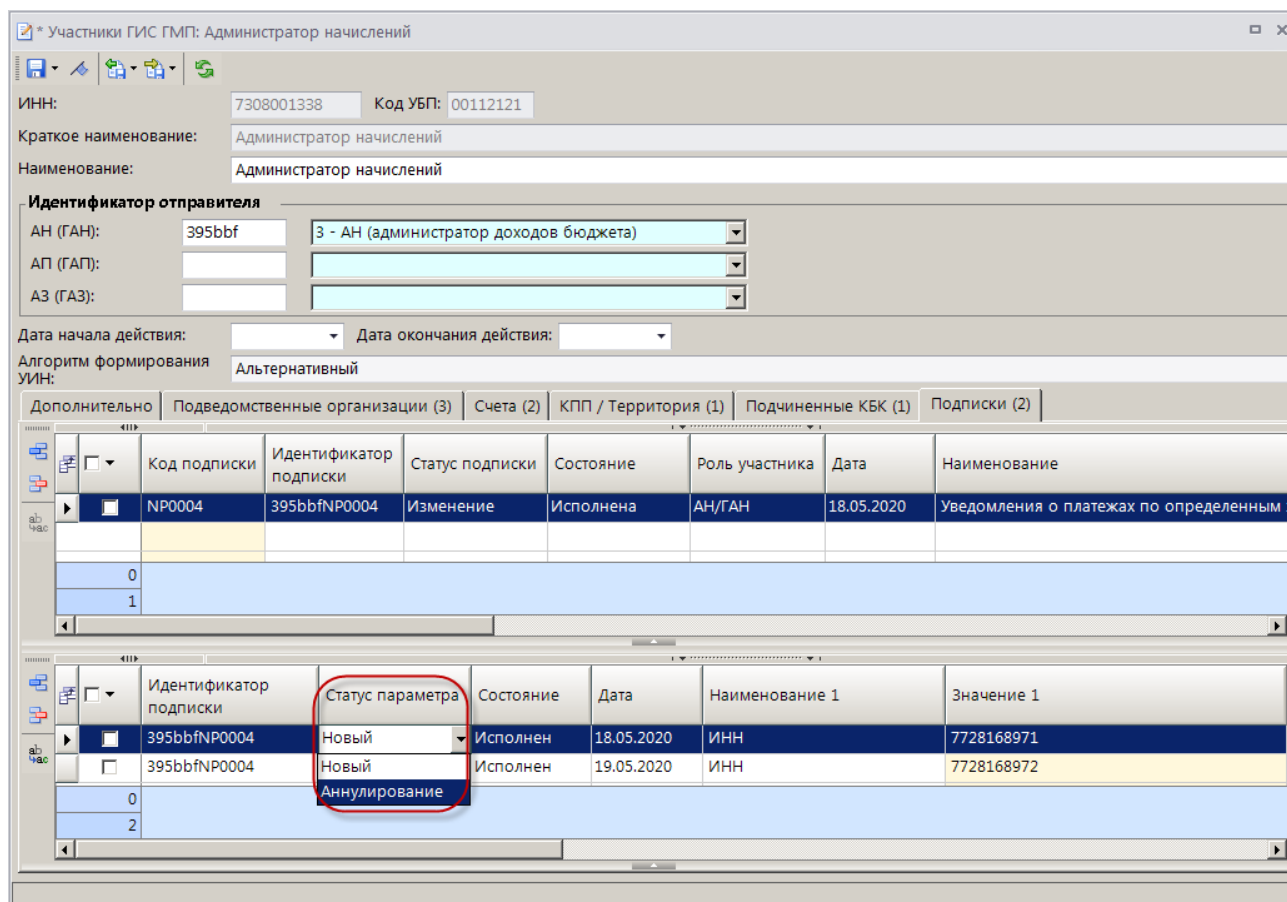 * Участники ГИС ГМП: Администратор начислений
ИНН: 7308001338 Код УБП: 00112121
Краткое наименование: Администратор начислений
Наименование: Администратор начислений
Идентификатор отправителя
АН (ГАН): 395bbf 3 - АН (администратор доходов бюджета)
АП (ГАП):
АЗ (ГАЗ):
Дата начала действия: Дата окончания действия:
Алгоритм формирования
УИН: Альтернативный
Дополнительно Подведомственные организации (3) Счета (2) КПП / Территория (1) Подчиненные КБК (1) Подписки (2)
Код подписки Идентификатор подписки Статус подписки Состояние Роль участника Дата Наименование
NP0004 395bbfNP0004 Изменение Исполнена АН/ГАН 18.05.2020 Уведомления о платежах по определенным
0
1
Идентификатор подписки Статус параметра Состояние Дата Наименование 1 Значение 1
395bbfNP0004 Новый Исполнен 18.05.2020 ИНН 7728168971
395bbfNP0004 Новый Исполнен 19.05.2020 ИНН 7728168972
Аннулирование
0
2